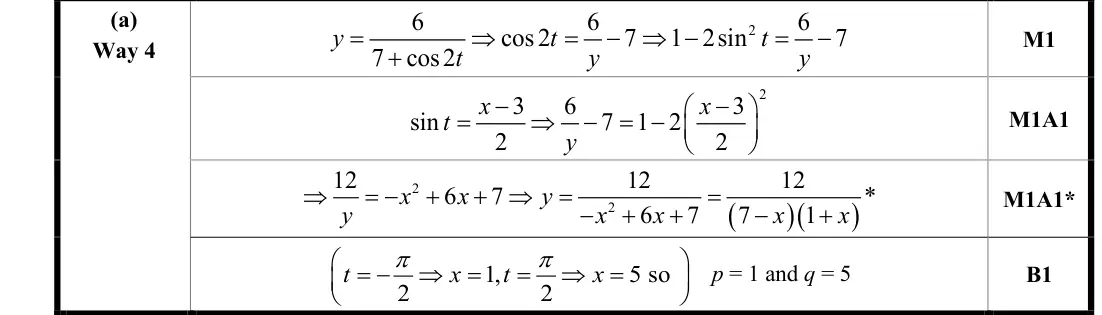 (a)
Way 4
y = 6/(7 + cos 2t) ⇒ cos 2t = 6/y − 7 ⇒ 1 − 2sin² t = 6/y − 7 M1
sin t = (x − 3)/2 ⇒ 6/y − 7 = 1 − 2((x − 3)/2)² M1A1
⇒ 12/y = −x² + 6x + 7 ⇒ y = 12/(−x² + 6x + 7) = 12/((7 − x)(1 + x)) * M1A1*
(t = −π/2 ⇒ x = 1, t = π/2 ⇒ x = 5 so ) p = 1 and q = 5 B1